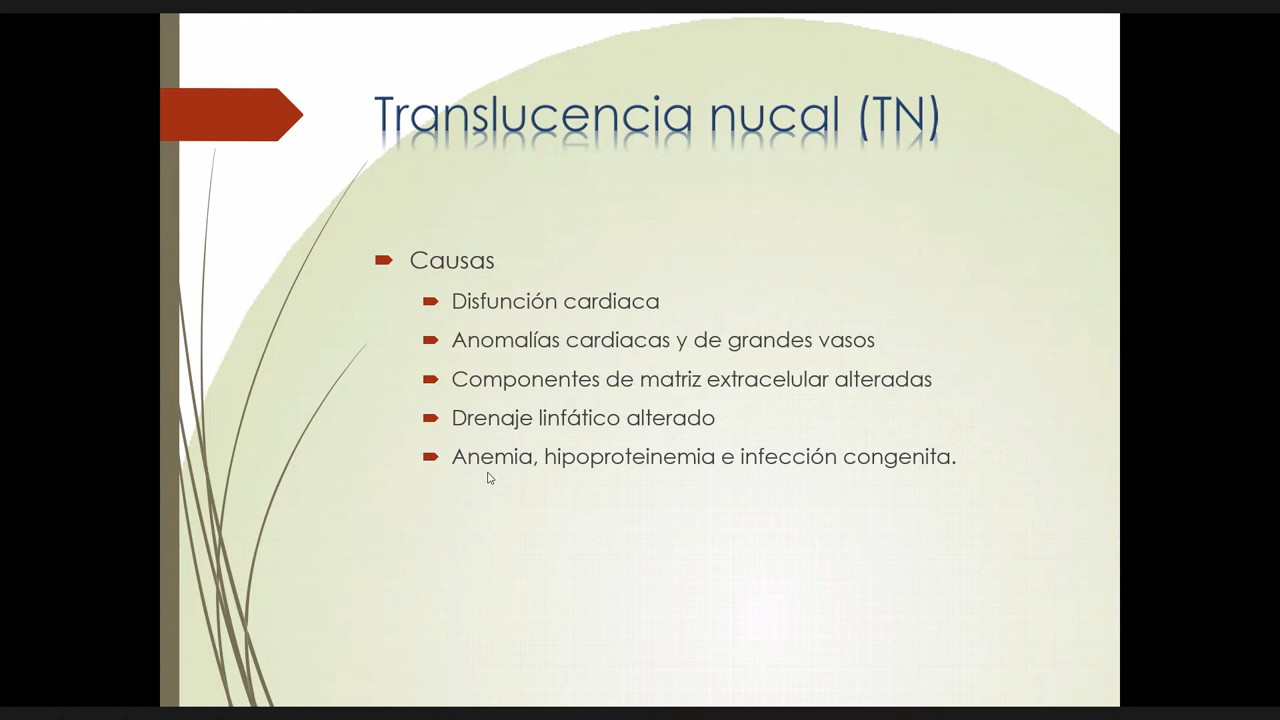 Translucencia nucal (TN)
Causas
Disfunción cardiaca
Anomalías cardiacas y de grandes vasos
Componentes de matriz extracelular alteradas
Drenaje linfático alterado
Anemia, hipoproteinemia e infección congenita.